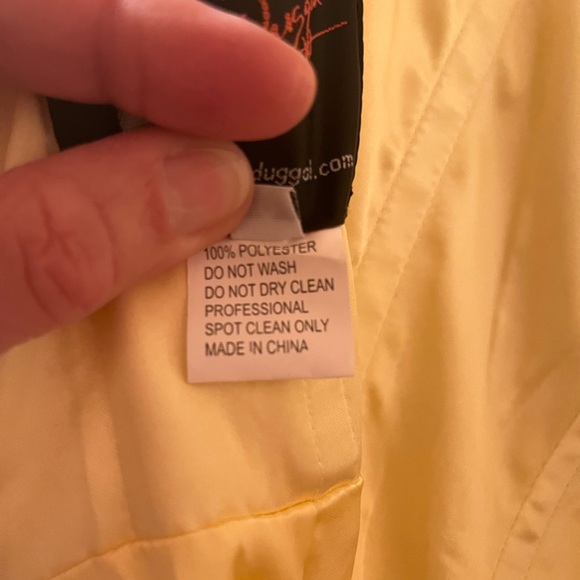 duggal.com
100% POLYESTER
DO NOT WASH
DO NOT DRY CLEAN
PROFESSIONAL
SPOT CLEAN ONLY
MADE IN CHINA